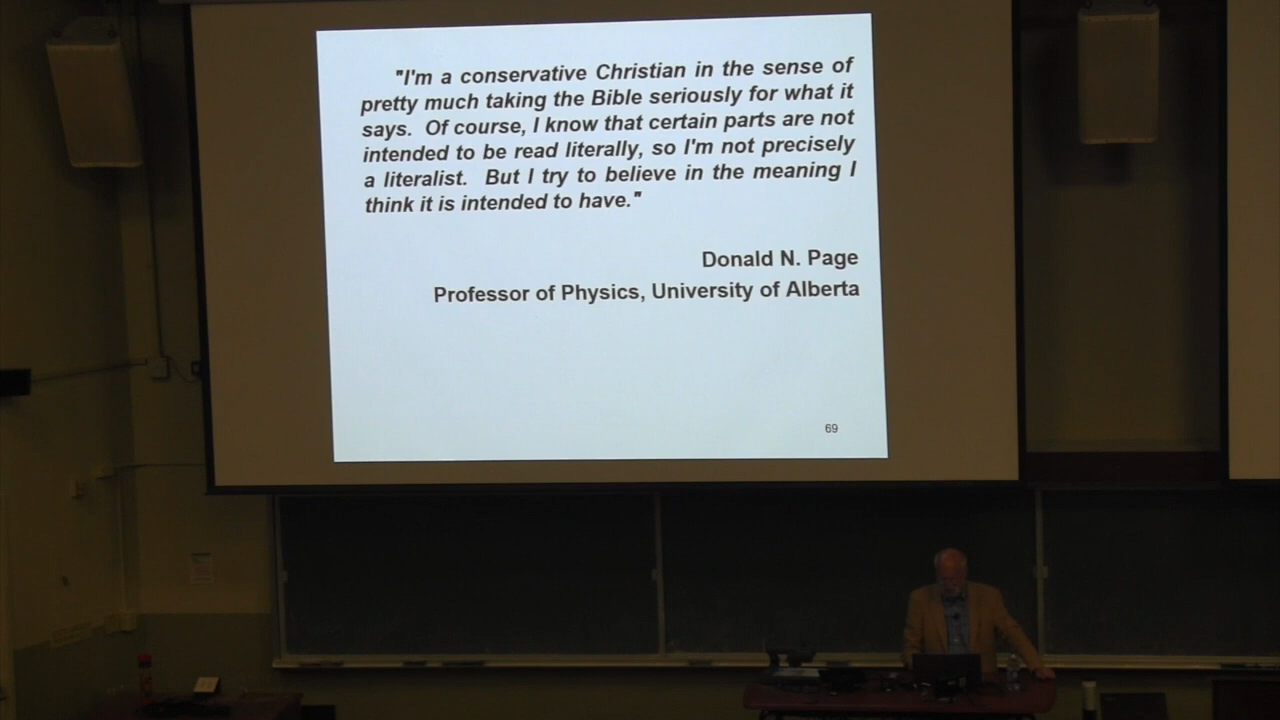 "I'm a conservative Christian in the sense of
pretty much taking the Bible seriously for what it
says. Of course, I know that certain parts are not
intended to be read literally, so I'm not precisely
a literalist. But I try to believe in the meaning I
think it is intended to have."
Donald N. Page
Professor of Physics, University of Alberta
69